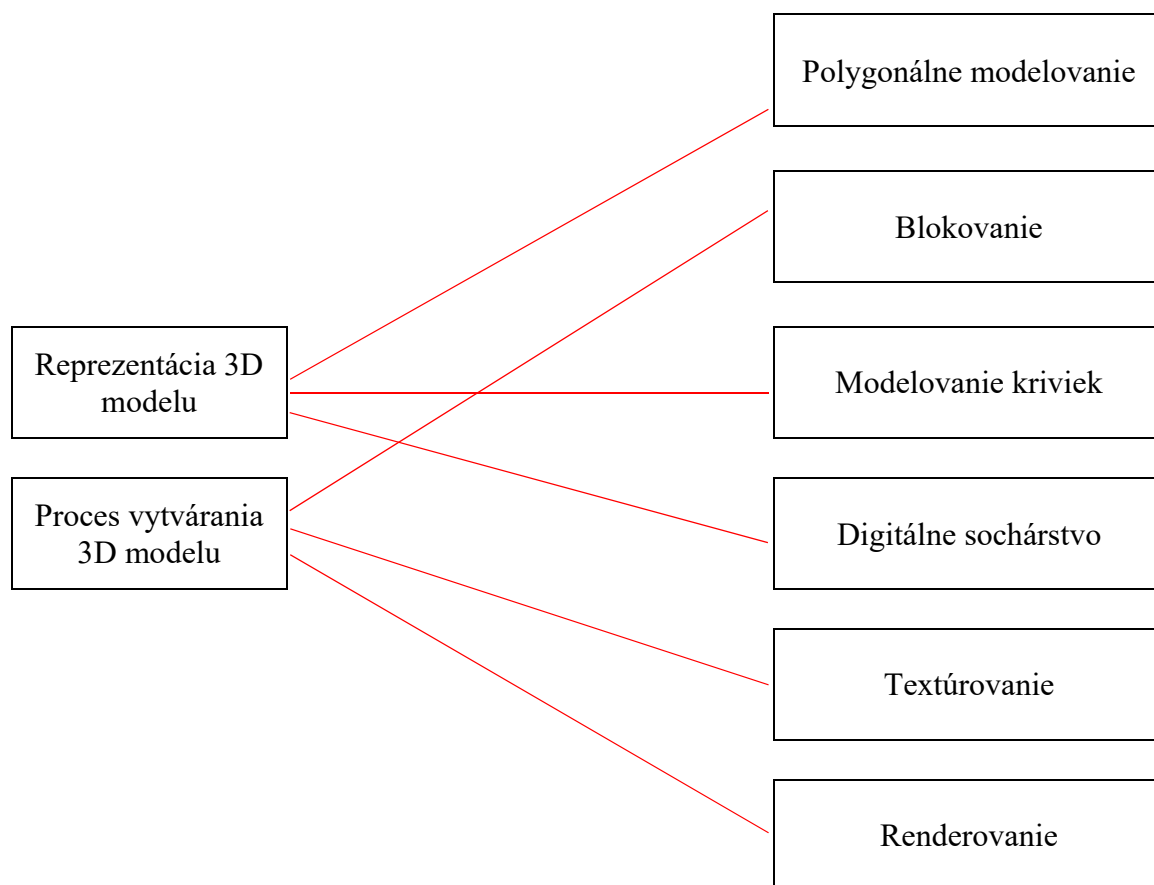 Polygonálne modelovanie
Blokovanie
Reprezentácia 3D
modelu
Modelovanie kriviek
Proces vytvárania
3D modelu
Digitálne sochárstvo
Textúrovanie
Renderovanie